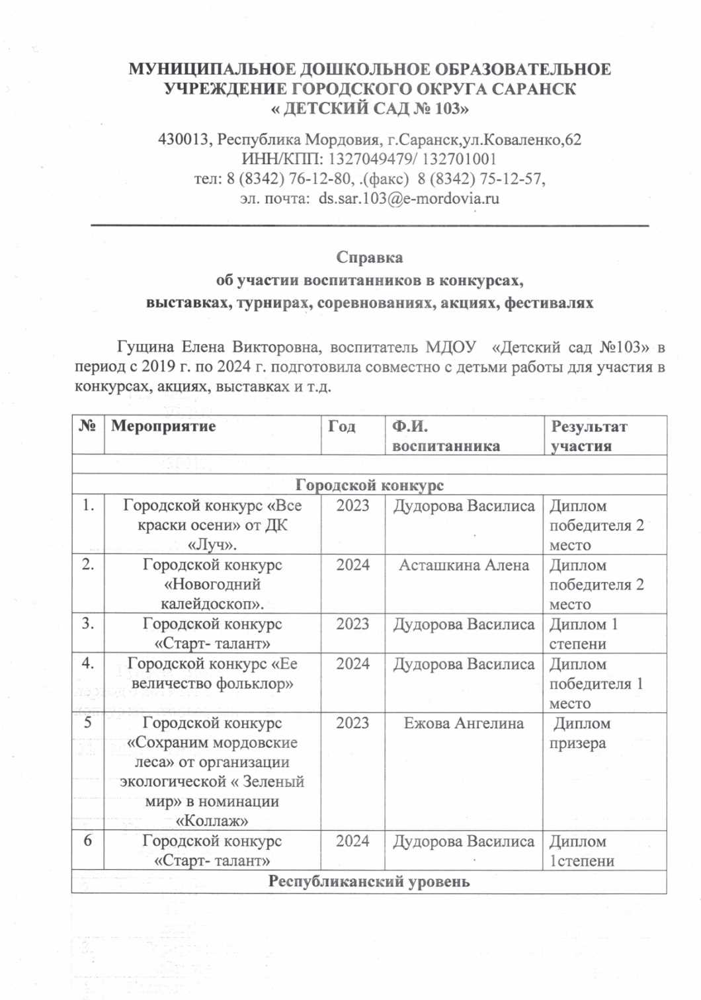 МУНИЦИПАЛЬНОЕ ДОШКОЛЬНОЕ ОБРАЗОВАТЕЛЬНОЕ
УЧРЕЖДЕНИЕ ГОРОДСКОГО ОКРУГА САРАНСК
« ДЕТСКИЙ САД № 103»
430013, Республика Мордовия, г.Саранск,ул.Коваленко,62
ИНН/КПП: 1327049479/ 132701001
тел: 8 (8342) 76-12-80, .(факс) 8 (8342) 75-12-57,
эл. почта: ds.sar.103@e-mordovia.ru
Справка
об участии воспитанников в конкурсах,
выставках, турнирах, соревнованиях, акциях, фестивалях
Гущина Елена Викторовна, воспитатель МДОУ «Детский сад №103» в
период с 2019 г. по 2024 г. подготовила совместно с детьми работы для участия в
конкурсах, акциях, выставках и т.д.
№ Мероприятие Год Ф.И. Результат
воспитанника участия
Городской конкурс
1. Городской конкурс «Все 2023 Дудорова Василиса Диплом
краски осени» от ДК победителя 2
«Луч». место
2. Городской конкурс 2024 Асташкина Алена Диплом
«Новогодний победителя 2
калейдоскоп». место
3. Городской конкурс 2023 Дудорова Василиса Диплом 1
«Старт- талант» степени
4. Городской конкурс «Ее 2024 Дудорова Василиса Диплом
величество фольклор» победителя 1
место
5 Городской конкурс 2023 Ежова Ангелина Диплом
«Сохраним мордовские призера
леса» от организации
экологической « Зеленый
мир» в номинации
«Коллаж»
6 Городской конкурс 2024 Дудорова Василиса Диплом
«Старт- талант» 1степени
Республиканский уровень